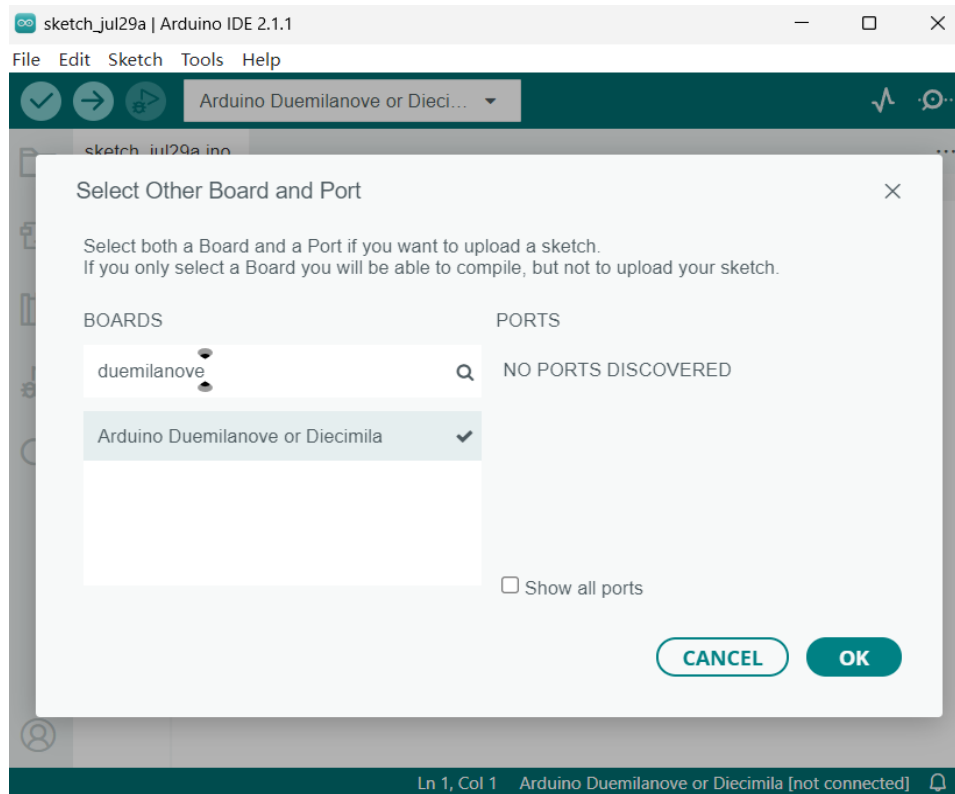 sketch_jul29a | Arduino IDE 2.1.1
File Edit Sketch Tools Help
Arduino Duemilanove or Dieci...
sketch_jul29a.ino
Select Other Board and Port
Select both a Board and a Port if you want to upload a sketch.
If you only select a Board you will be able to compile, but not to upload your sketch.
BOARDS PORTS
duemilanove NO PORTS DISCOVERED
Arduino Duemilanove or Diecimila
Show all ports
CANCEL OK
Ln 1, Col 1 Arduino Duemilanove or Diecimila [not connected]